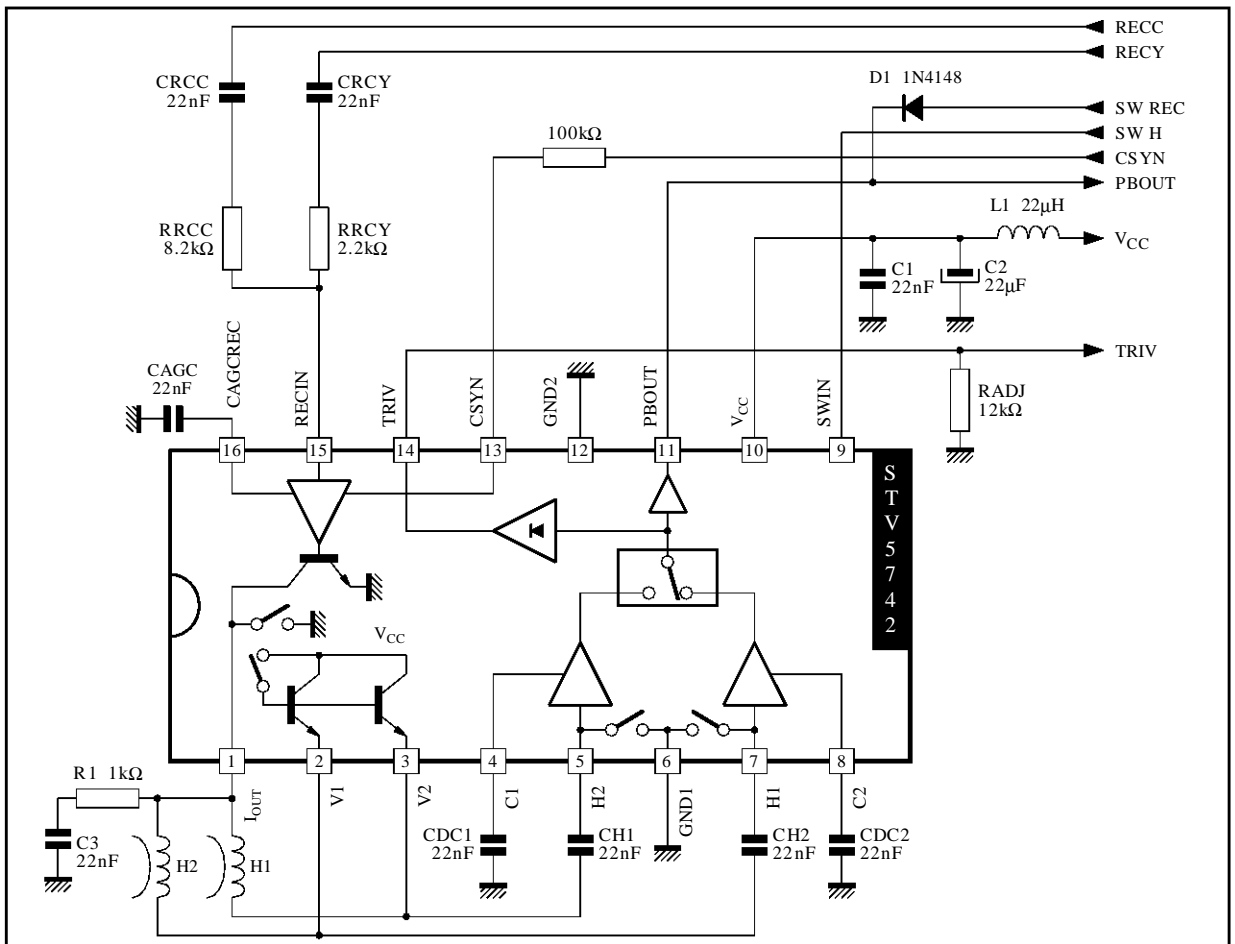 RECC
RECY
CRCC
22nF
CRCY
22nF
D1 1N4148
SW REC
SW H
100kΩ
CSYN
PBOUT
L1 22µH
VCC
RRCC
8.2kΩ
RRCY
2.2kΩ
C1
22nF
C2
22µF
TRIV
CAGC
22nF
RADJ
12kΩ
CAGCREC
RECIN
TRIV
CSYN
GND2
PBOUT
VCC
SWIN
16
15
14
13
12
11
10
9
STV5742
VCC
1
2
3
4
5
6
7
8
R1 1kΩ
IOUT
V1
V2
C1
H2
GND1
H1
C2
C3
22nF
H2
H1
CDC1
22nF
CH1
22nF
CH2
22nF
CDC2
22nF